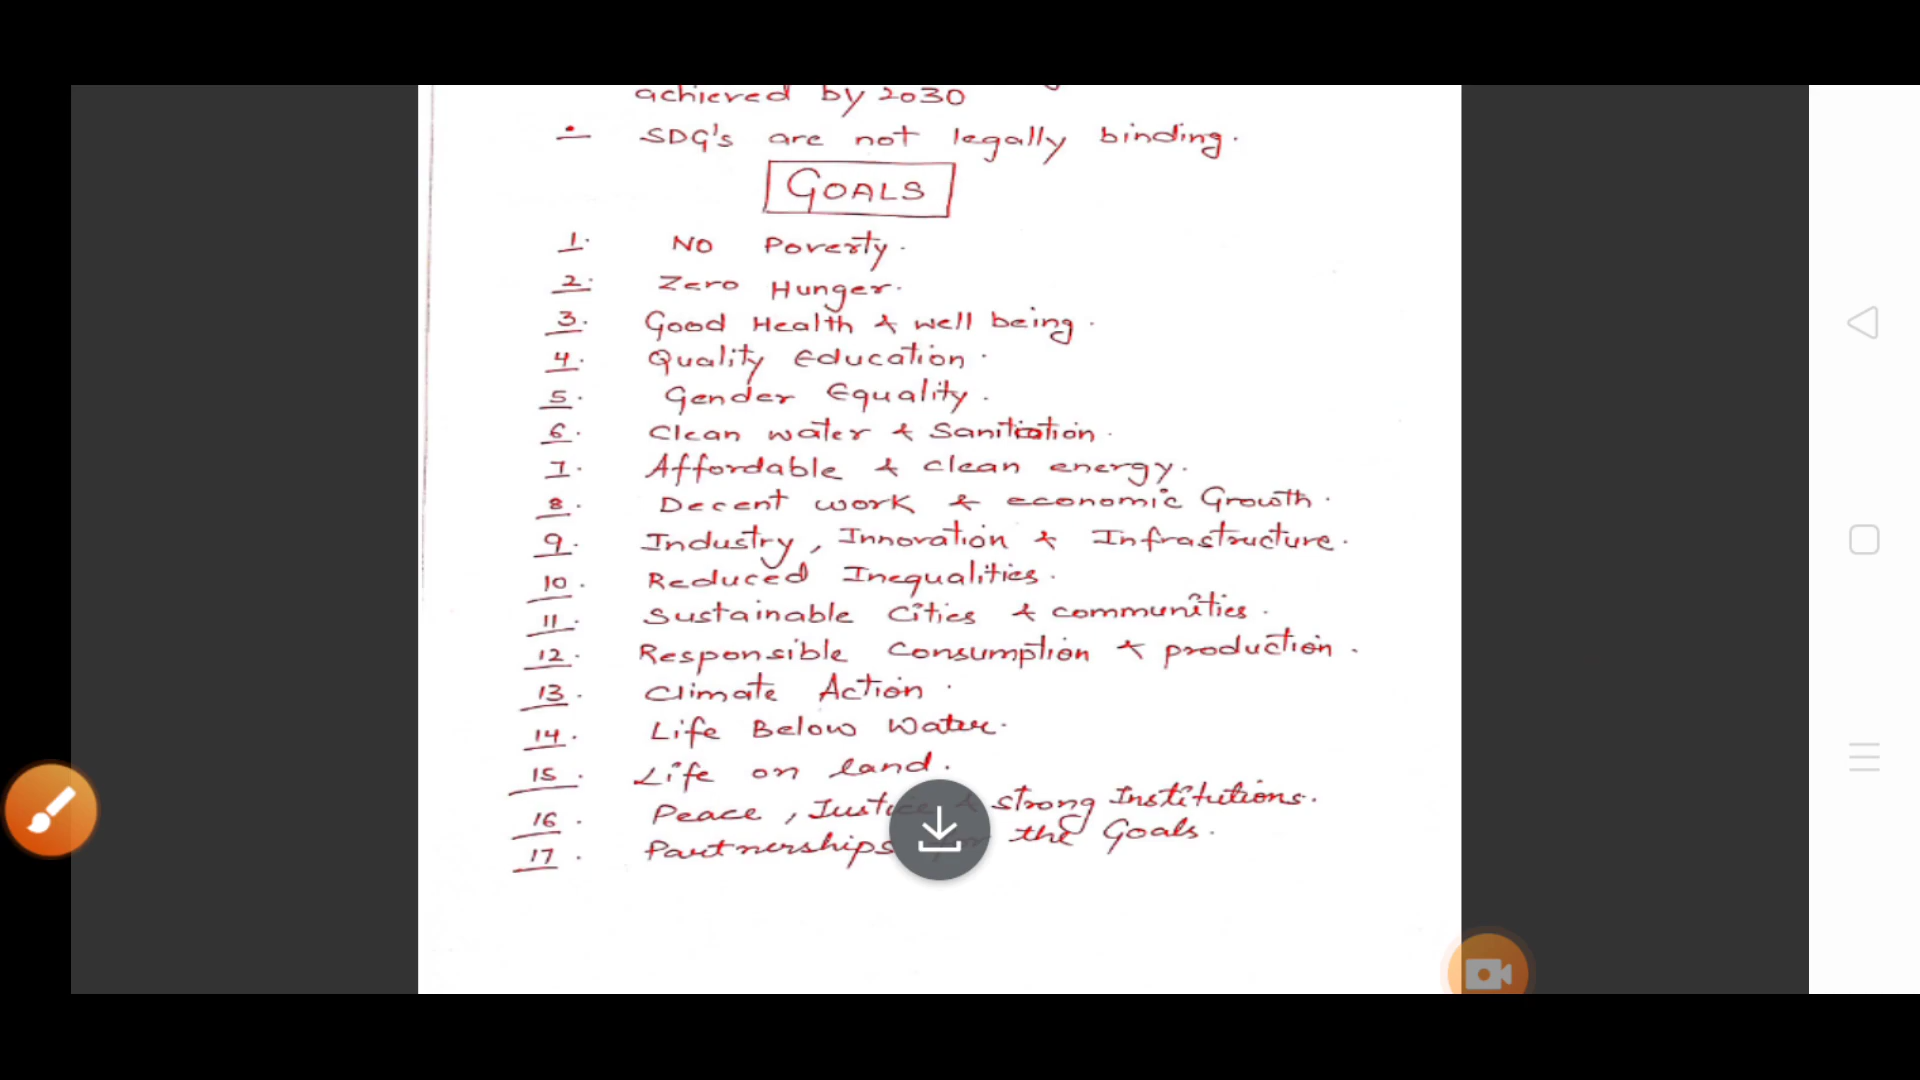 achieved by 2030
SDG's are not legally binding.
GOALS
1. No Poverty.
2. Zero Hunger.
3. Good Health & well being.
4. Quality Education.
5. Gender Equality.
6. Clean water & Sanitation.
7. Affordable & clean energy.
8. Decent work & economic Growth.
9. Industry, Innovation & Infrastructure.
10. Reduced Inequalities.
11. Sustainable Cities & communities.
12. Responsible Consumption & production.
13. Climate Action.
14. Life Below Water.
15. Life on land.
16. Peace, Justice & strong Institutions.
17. Partnerships the Goals.